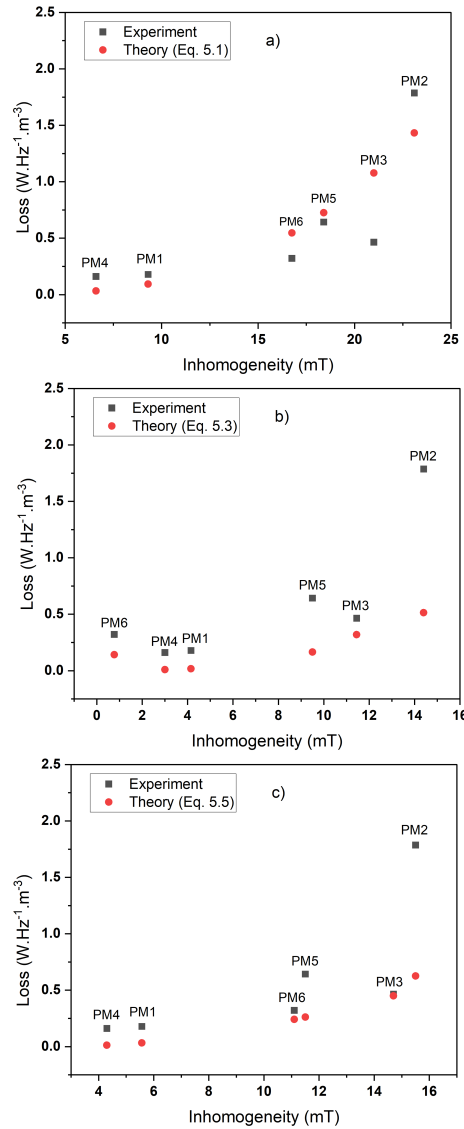 Experiment
Theory (Eq. 5.1)
a)
PM2
PM3
PM5
PM6
PM1
PM4
2.5
2.0
1.5
1.0
0.5
0.0
Loss (W.Hz⁻¹.m⁻³)
5 10 15 20 25
Inhomogeneity (mT)
Experiment
Theory (Eq. 5.3)
b)
PM2
PM5
PM3
PM6
PM4
PM1
2.5
2.0
1.5
1.0
0.5
0.0
Loss (W.Hz⁻¹.m⁻³)
0 2 4 6 8 10 12 14 16
Inhomogeneity (mT)
Experiment
Theory (Eq. 5.5)
c)
PM2
PM5
PM3
PM6
PM4
PM1
2.5
2.0
1.5
1.0
0.5
0.0
Loss (W.Hz⁻¹.m⁻³)
4 6 8 10 12 14 16
Inhomogeneity (mT)